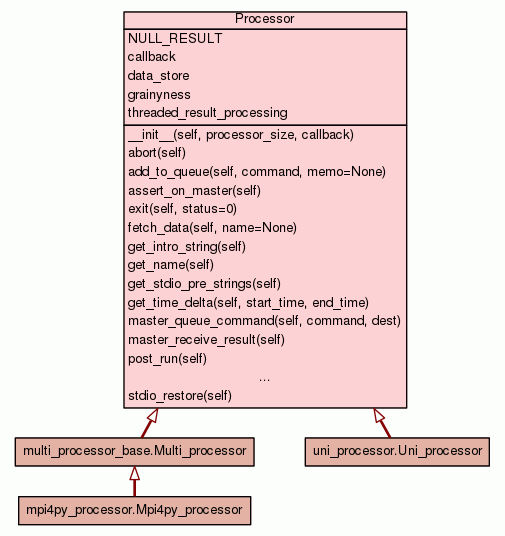 Processor
NULL_RESULT
callback
data_store
grainyness
threaded_result_processing
__init__(self, processor_size, callback)
abort(self)
add_to_queue(self, command, memo=None)
assert_on_master(self)
exit(self, status=0)
fetch_data(self, name=None)
get_intro_string(self)
get_name(self)
get_stdio_pre_strings(self)
get_time_delta(self, start_time, end_time)
master_queue_command(self, command, dest)
master_receive_result(self)
post_run(self)
...
stdio_restore(self)
multi_processor_base.Multi_processor
uni_processor.Uni_processor
mpi4py_processor.Mpi4py_processor